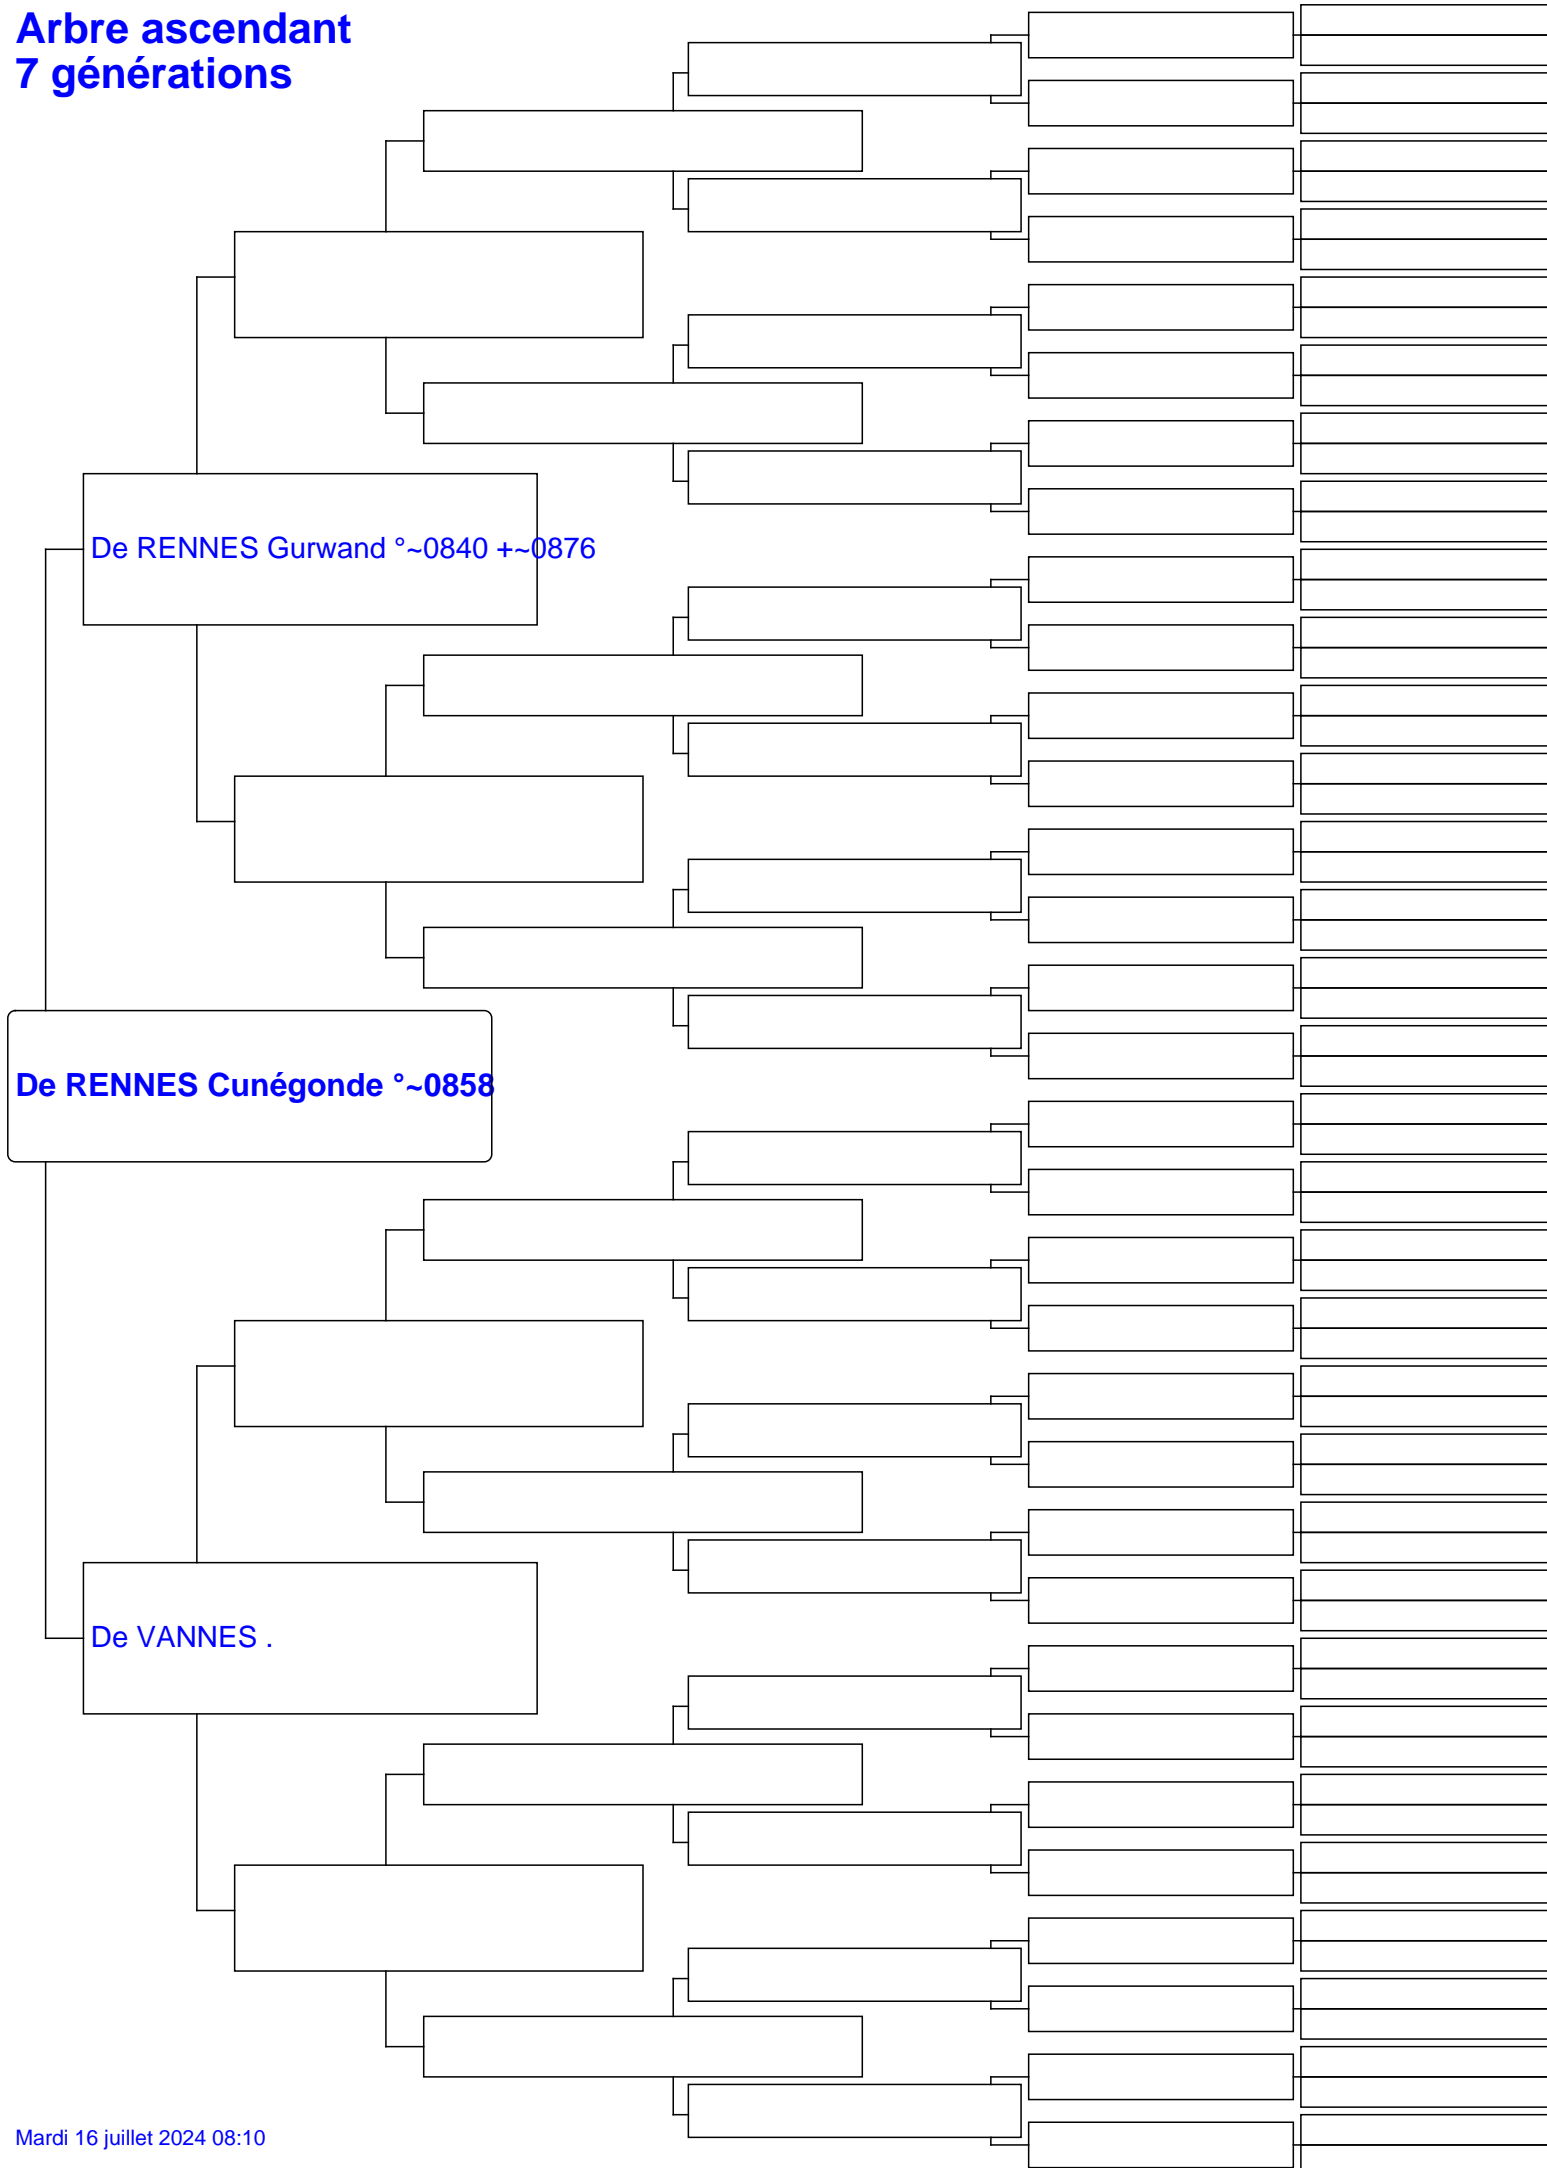 Arbre ascendant
7 générations
De RENNES Gurwand °~0840 +~0876
De RENNES Cunégonde °~0858
De VANNES .
Mardi 16 juillet 2024 08:10